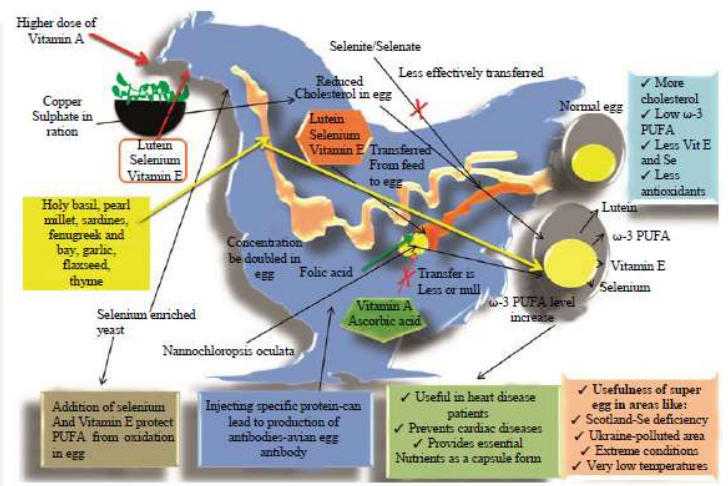 Higher dose of
Vitamin A
Copper
Sulphate in
ration
Lutein
Selenium
Vitamin E
Holy basil, pearl
millet, sardines,
fenugreek and
bay, garlic,
flaxseed,
thyme
Selenium enriched
yeast
Selenite/Selenate
Less effectively transferred
Reduced
Cholesterol in egg
Lutein
Selenium
Vitamin E
Transferred
From feed
to egg
Concentration
be doubled in
egg
Folic acid
Transfer is
Less or null
Vitamin A
Ascorbic acid
Nannochloropsis oculata
Normal egg
✓ More
cholesterol
✓ Low ω-3
PUFA
✓ Less Vit E
and Se
✓ Less
antioxidants
Lutein
ω-3 PUFA
Vitamin E
Selenium
ω-3 PUFA level
increase
Addition of selenium
And Vitamin E protect
PUFA from oxidation
in egg
Injecting specific protein-can
lead to production of
antibodies-avian egg
antibody
✓ Useful in heart disease
patients
✓ Prevents cardiac diseases
✓ Provides essential
Nutrients as a capsule form
✓ Usefulness of super
egg in areas like:
✓ Scotland-Se deficiency
✓ Ukraine-polluted area
✓ Extreme conditions
✓ Very low temperatures